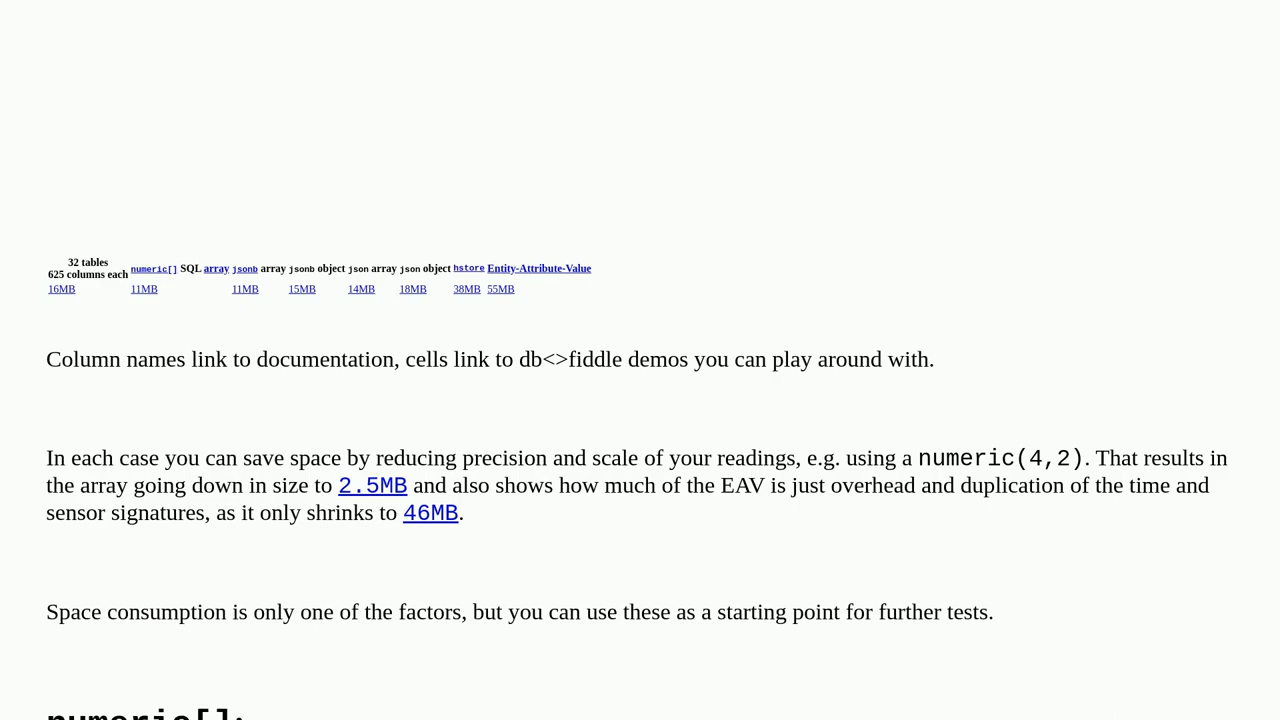 32 tables
625 columns each numeric[] SQL array jsonb array jsonb object json array json object hstore Entity-Attribute-Value
16MB 11MB 11MB 15MB 14MB 18MB 38MB 55MB
Column names link to documentation, cells link to db<>fiddle demos you can play around with.
In each case you can save space by reducing precision and scale of your readings, e.g. using a numeric(4,2). That results in
the array going down in size to 2.5MB and also shows how much of the EAV is just overhead and duplication of the time and
sensor signatures, as it only shrinks to 46MB.
Space consumption is only one of the factors, but you can use these as a starting point for further tests.
numeric[]: